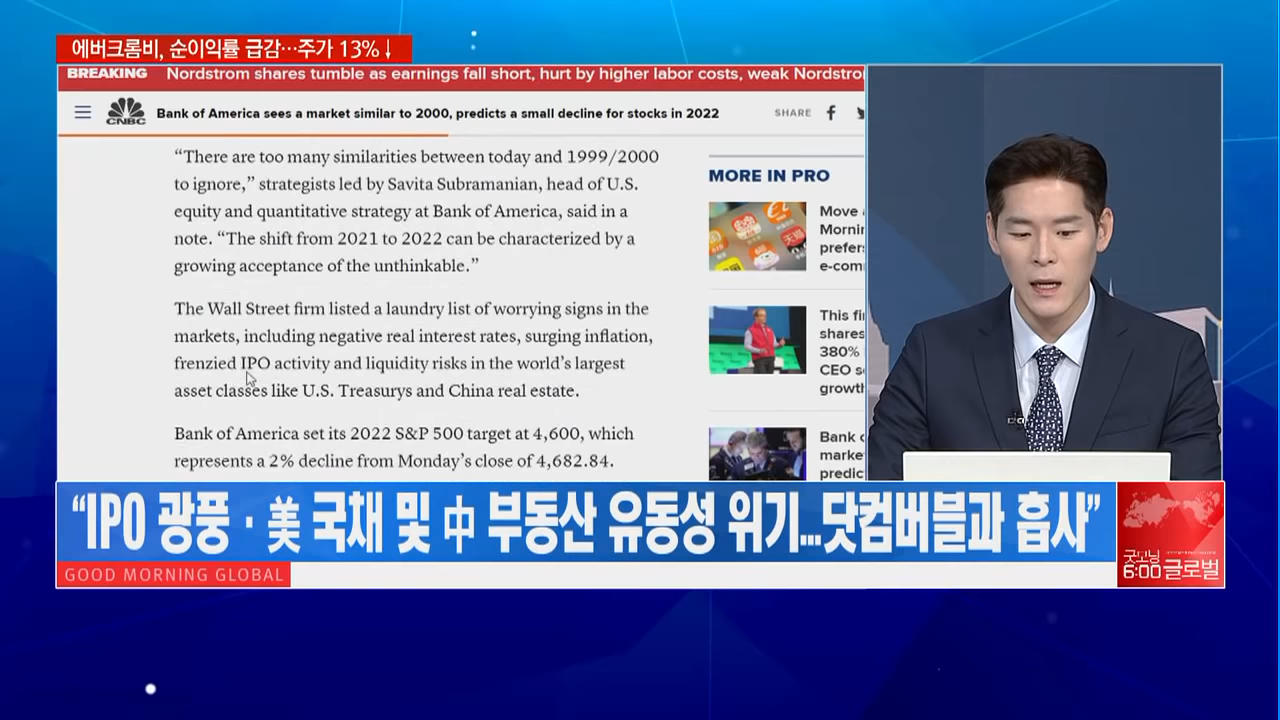 에버크롬비, 순이익률 급감…주가 13%↓
BREAKING Nordstrom shares tumble as earnings fall short, hurt by higher labor costs, weak Nordstro
CNBC Bank of America sees a market similar to 2000, predicts a small decline for stocks in 2022 SHARE
“There are too many similarities between today and 1999/2000
to ignore,” strategists led by Savita Subramanian, head of U.S.
equity and quantitative strategy at Bank of America, said in a
note. “The shift from 2021 to 2022 can be characterized by a
growing acceptance of the unthinkable.”
The Wall Street firm listed a laundry list of worrying signs in the
markets, including negative real interest rates, surging inflation,
frenzied IPO activity and liquidity risks in the world’s largest
asset classes like U.S. Treasurys and China real estate.
Bank of America set its 2022 S&P 500 target at 4,600, which
represents a 2% decline from Monday’s close of 4,682.84.
MORE IN PRO
Move
Mornin
prefers
e-com
This fi
shares
380%
CEO s
growth
Bank
market
predic
“IPO 광풍·美 국채 및 中 부동산 유동성 위기...닷컴버블과 흡사”
GOOD MORNING GLOBAL
굿모닝
6:00 글로벌